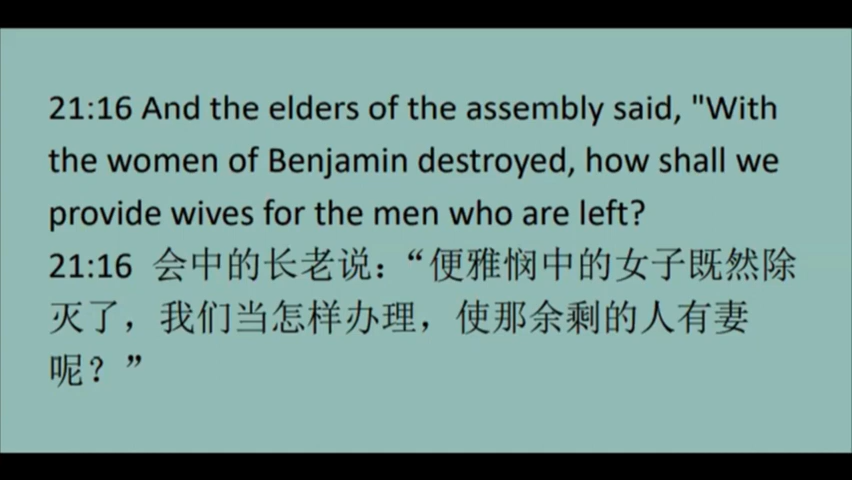 21:16 And the elders of the assembly said, "With
the women of Benjamin destroyed, how shall we
provide wives for the men who are left?
21:16 会中的长老说：“便雅悯中的女子既然除
灭了，我们当怎样办理，使那余剩的人有妻
呢？”